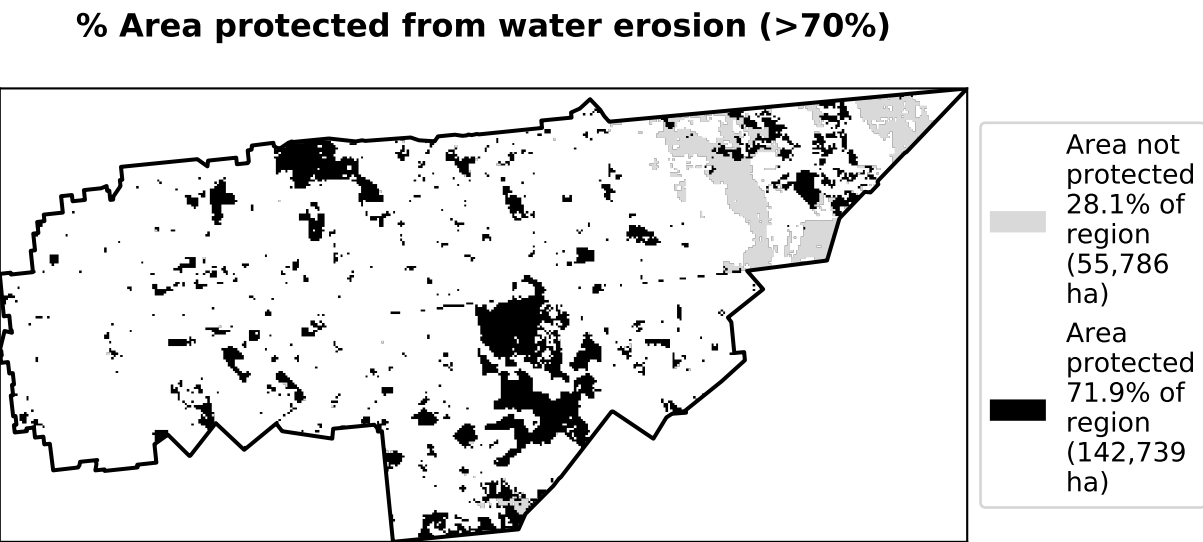 % Area protected from water erosion (>70%)
Area not
protected
28.1% of
region
(55,786
ha)
Area
protected
71.9% of
region
(142,739
ha)